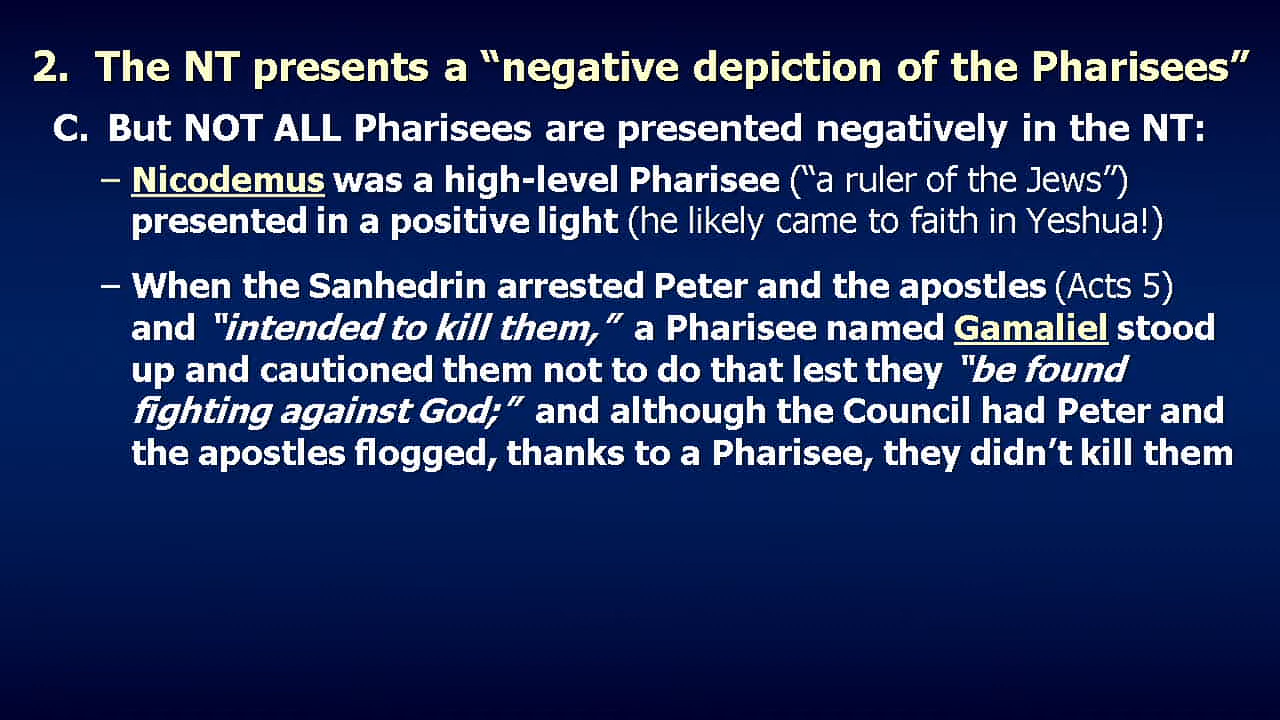 2. The NT presents a “negative depiction of the Pharisees”
C. But NOT ALL Pharisees are presented negatively in the NT:
– Nicodemus was a high-level Pharisee (“a ruler of the Jews”)
presented in a positive light (he likely came to faith in Yeshua!)
– When the Sanhedrin arrested Peter and the apostles (Acts 5)
and “intended to kill them,” a Pharisee named Gamaliel stood
up and cautioned them not to do that lest they “be found
fighting against God;” and although the Council had Peter and
the apostles flogged, thanks to a Pharisee, they didn’t kill them